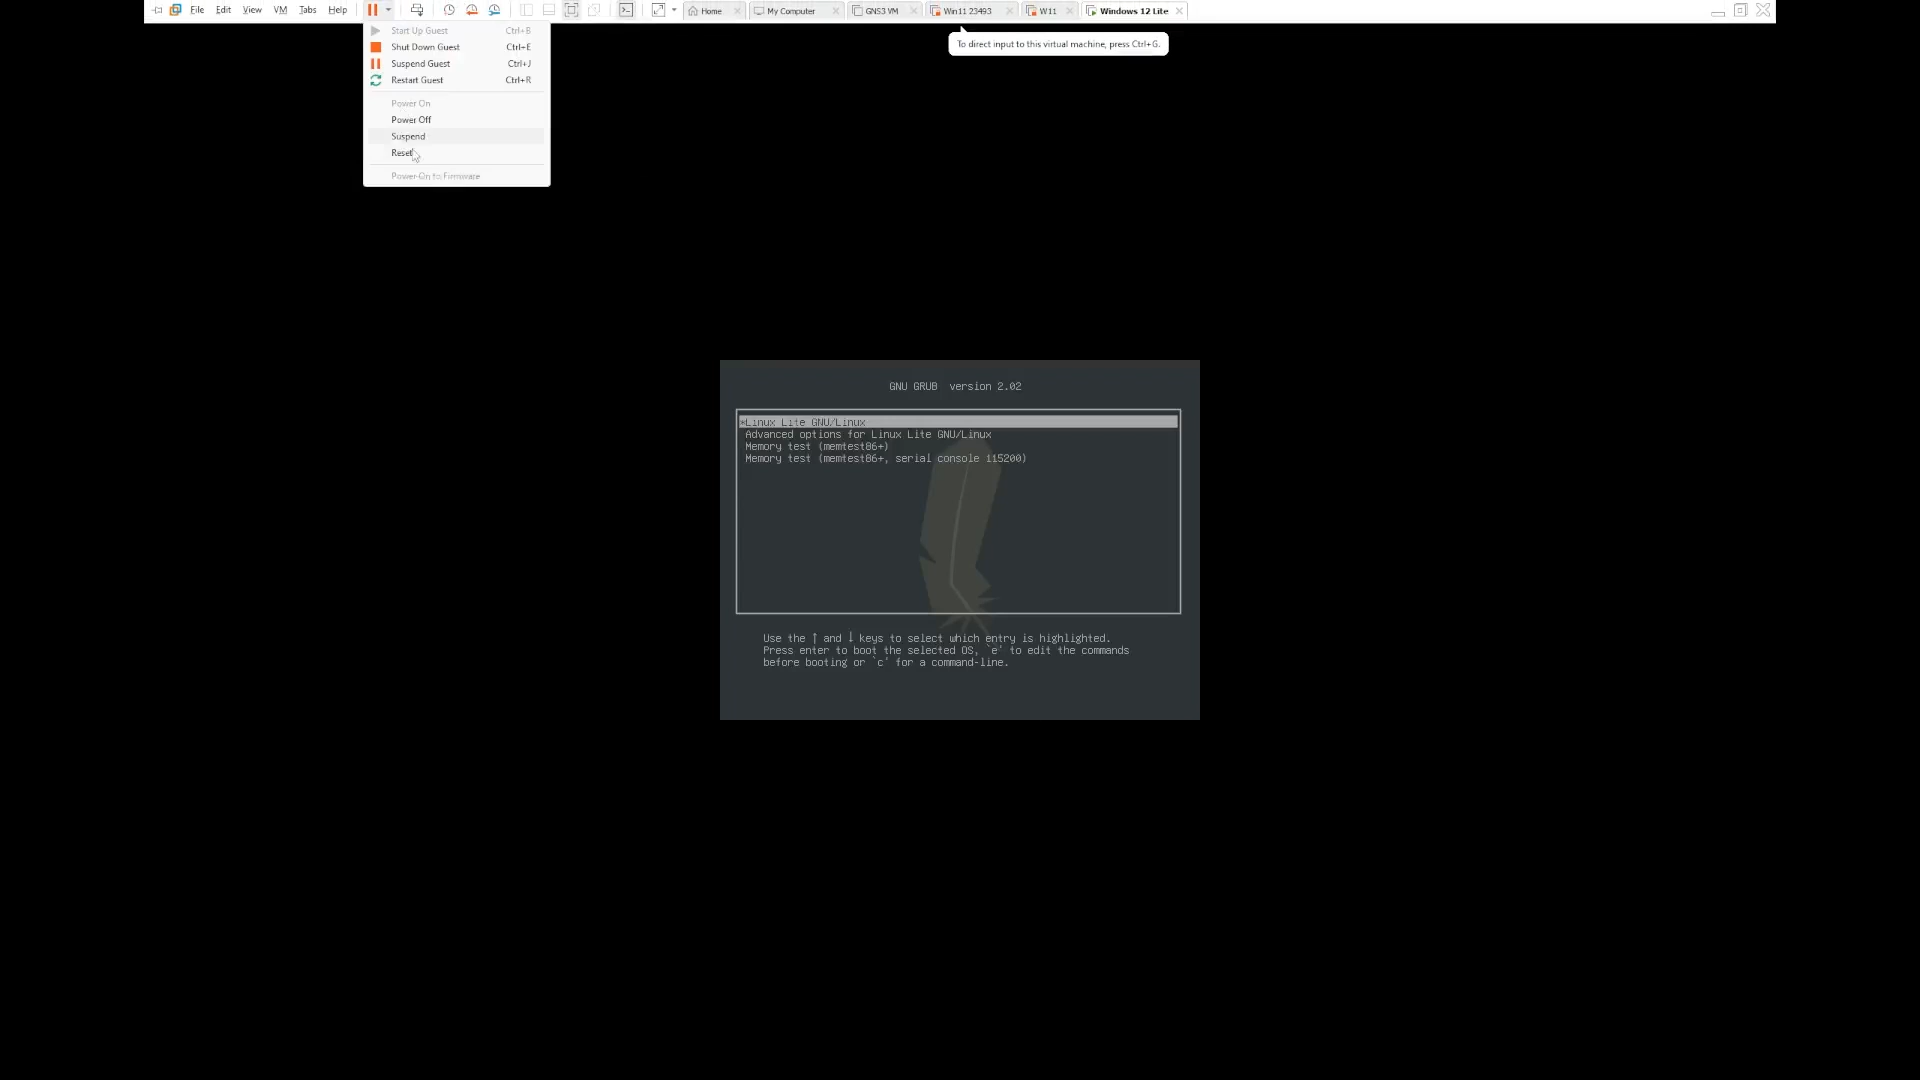 File Edit View VM Tabs Help
Home
My Computer
GNS3 VM
Win11 23493
W11
Windows 12 Lite
To direct input to this virtual machine, press Ctrl+G.
Start Up Guest Ctrl+B
Shut Down Guest Ctrl+E
Suspend Guest Ctrl+J
Restart Guest Ctrl+R
Power On
Power Off
Suspend
Reset
Power On to Firmware
GNU GRUB version 2.02
*Linux Lite GNU/Linux
Advanced options for Linux Lite GNU/Linux
Memory test (memtest86+)
Memory test (memtest86+, serial console 115200)
Use the ↑ and ↓ keys to select which entry is highlighted.
Press enter to boot the selected OS, `e' to edit the commands
before booting or `c' for a command-line.